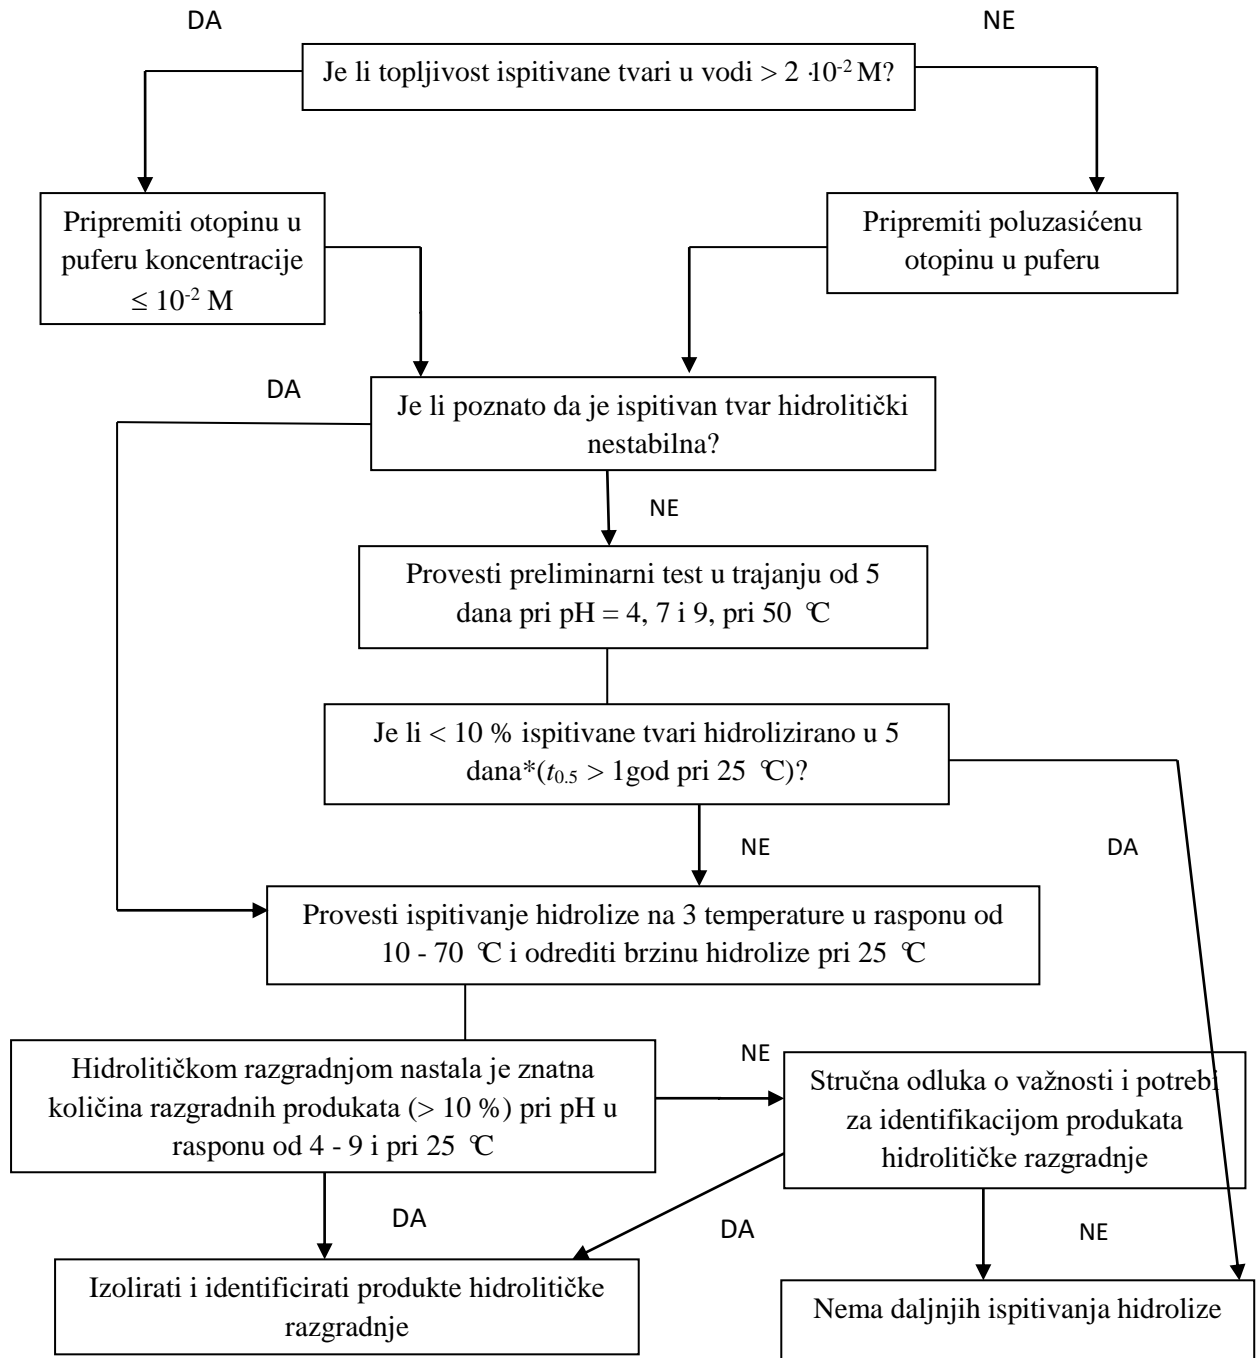 DA
NE
Je li topljivost ispitivane tvari u vodi > 2 ·10⁻² M?
Pripremiti otopinu u
puferu koncentracije
≤ 10⁻² M
Pripremiti poluzasićenu
otopinu u puferu
DA
Je li poznato da je ispitivan tvar hidrolitički
nestabilna?
NE
Provesti preliminarni test u trajanju od 5
dana pri pH = 4, 7 i 9, pri 50 ℃
Je li < 10 % ispitivane tvari hidrolizirano u 5
dana*(t₀.₅ > 1god pri 25 ℃)?
NE
DA
Provesti ispitivanje hidrolize na 3 temperature u rasponu od
10 - 70 ℃ i odrediti brzinu hidrolize pri 25 ℃
Hidrolitičkom razgradnjom nastala je znatna
količina razgradnih produkata (> 10 %) pri pH u
rasponu od 4 - 9 i pri 25 ℃
NE
Stručna odluka o važnosti i potrebi
za identifikacijom produkata
hidrolitičke razgradnje
DA
DA
NE
Izolirati i identificirati produkte hidrolitičke
razgradnje
Nema daljnjih ispitivanja hidrolize